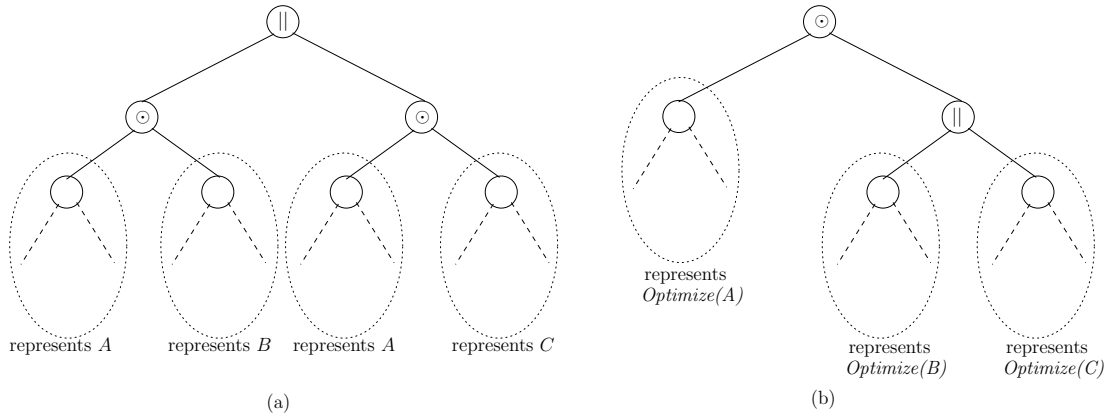 ||
⊙
⊙
⊙
||
represents A
represents B
represents A
represents C
represents
Optimize(A)
represents
Optimize(B)
represents
Optimize(C)
(a)
(b)